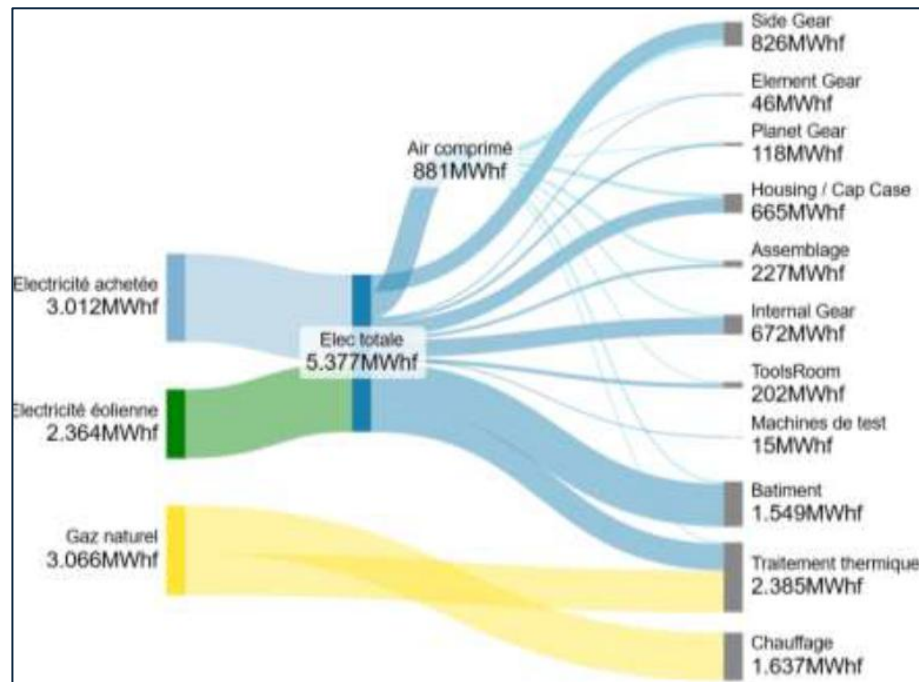 Side Gear
826MWhf
Element Gear
46MWhf
Planet Gear
118MWhf
Air comprimé
881MWhf
Housing / Cap Case
665MWhf
Assemblage
227MWhf
Electricité achetée
3.012MWhf
Internal Gear
672MWhf
Elec totale
5.377MWhf
ToolsRoom
202MWhf
Electricité éolienne
2.364MWhf
Machines de test
15MWhf
Batiment
1.549MWhf
Gaz naturel
3.066MWhf
Traitement thermique
2.385MWhf
Chauffage
1.637MWhf